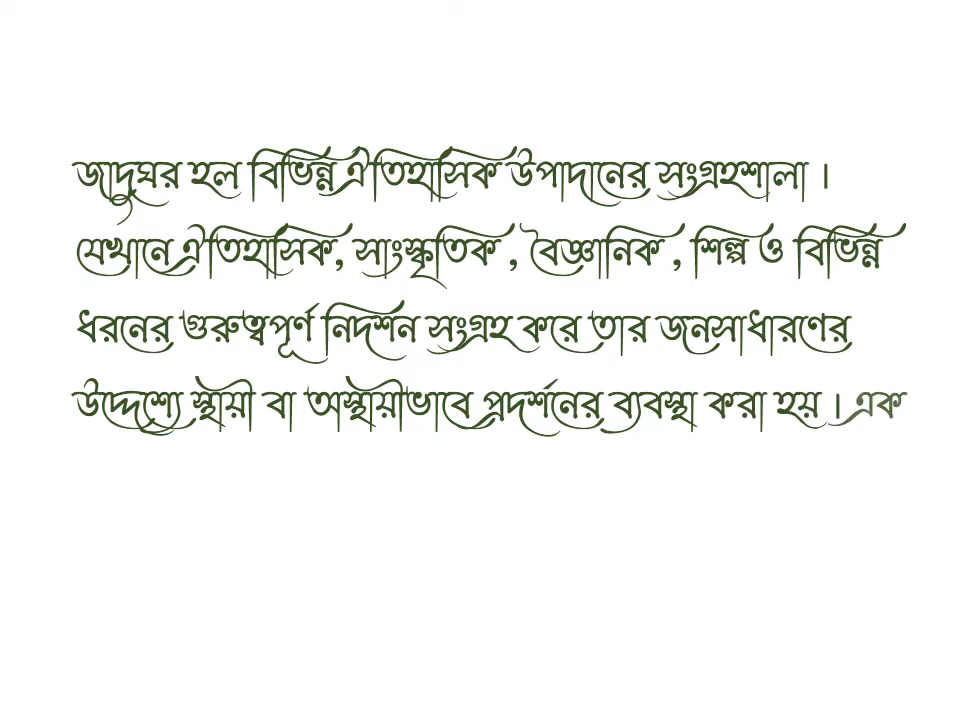 জাদুঘর হল বিভিন্ন ঐতিহাসিক উপাদানের সংগ্রহশালা ।
যেখানে ঐতিহাসিক, সাংস্কৃতিক , বৈজ্ঞানিক , শিল্প ও বিভিন্ন
ধরনের গুরুত্বপূর্ণ নিদর্শন সংগ্রহ করে তার জনসাধারণের
উদ্দেশ্যে স্থায়ী বা অস্থায়ীভাবে প্রদর্শনের ব্যবস্থা করা হয় । এক